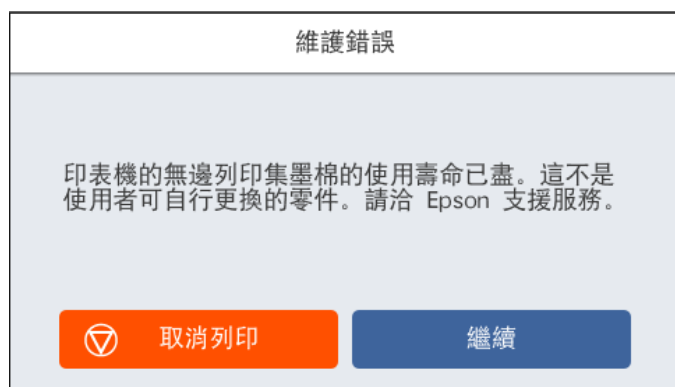 維護錯誤
印表機的無邊列印集墨棉的使用壽命已盡。這不是
使用者可自行更換的零件。請洽 Epson 支援服務。
取消列印
繼續